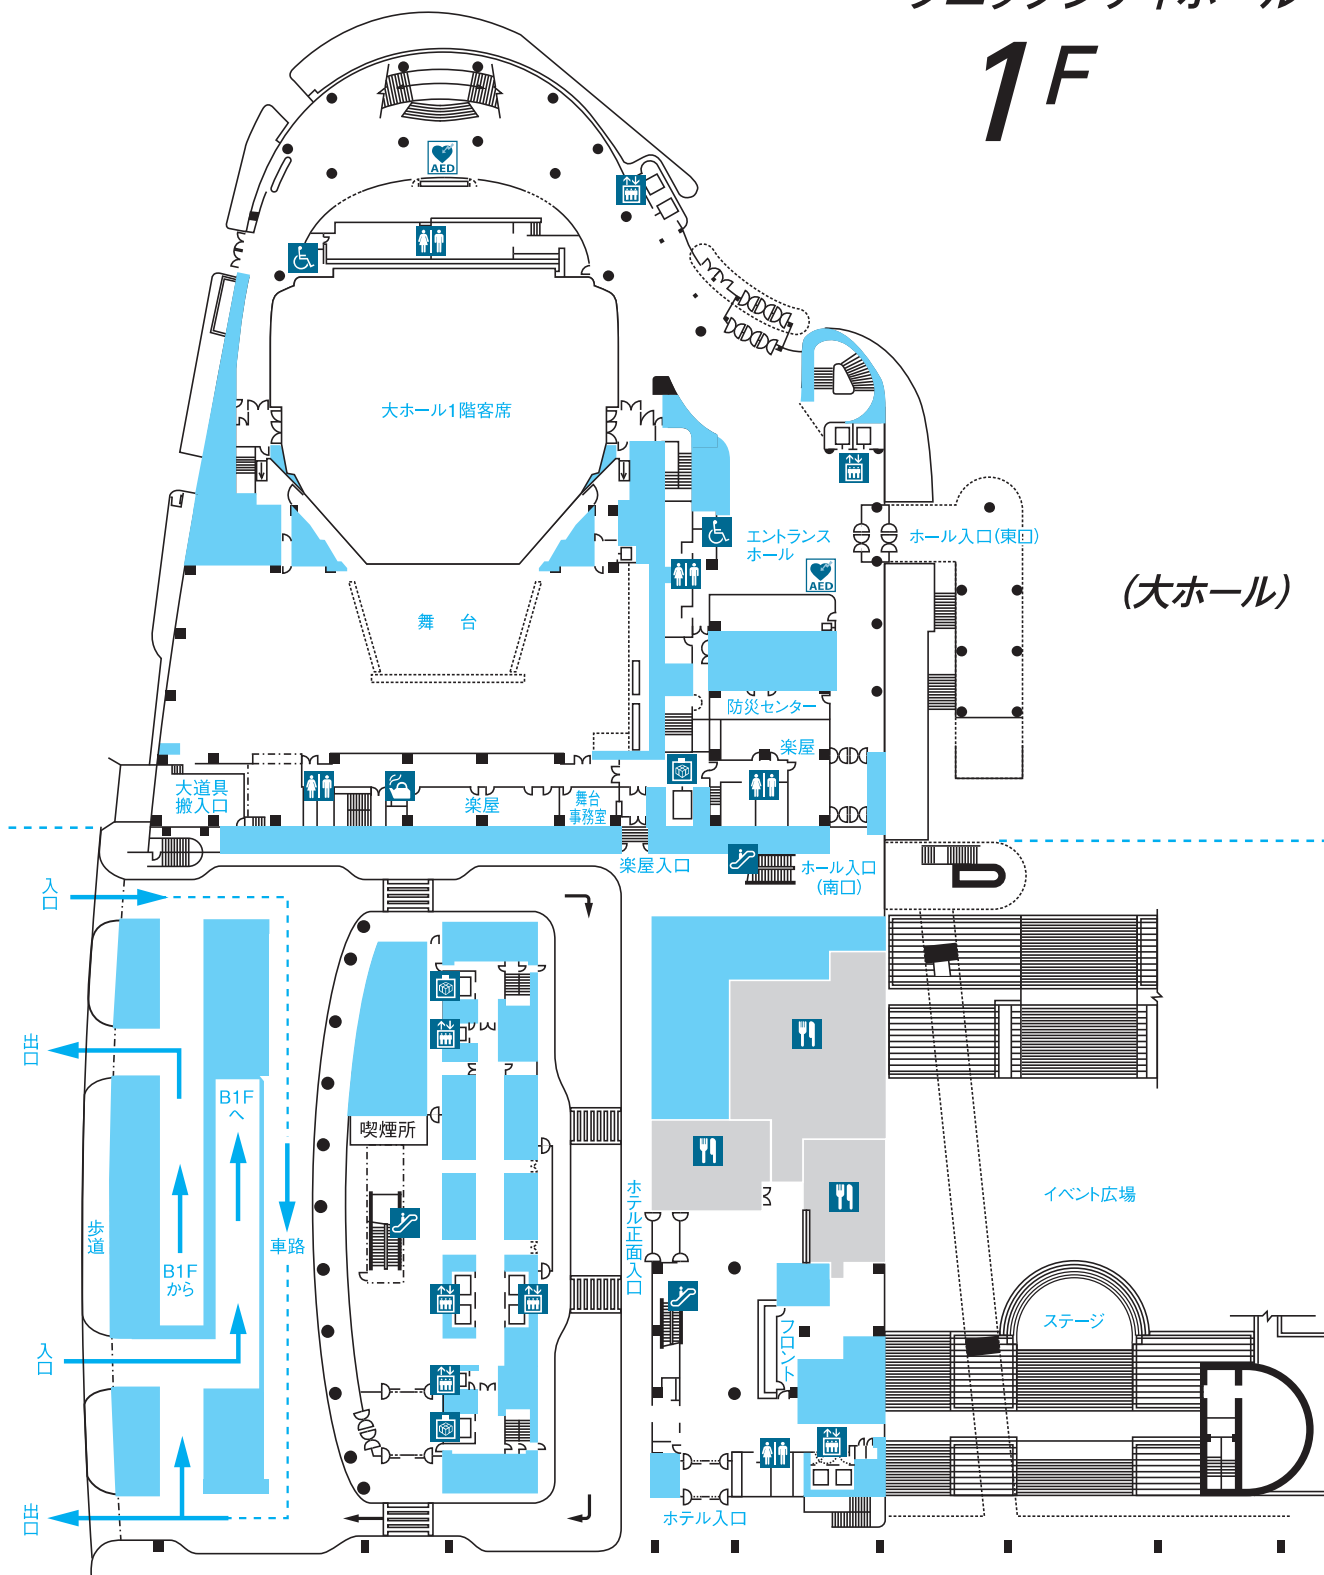 1F
AED
大ホール1階客席
エントランス
ホール
ホール入口(東口)
AED
(大ホール)
舞 台
防災センター
楽屋
大道具
搬入口
楽屋
舞台
事務室
楽屋入口
ホール入口
(南口)
入口
出口
B1F
へ
喫煙所
歩道
車路
B1F
から
ホテル正面入口
イベント広場
ステージ
フロント
入口
出口
ホテル入口